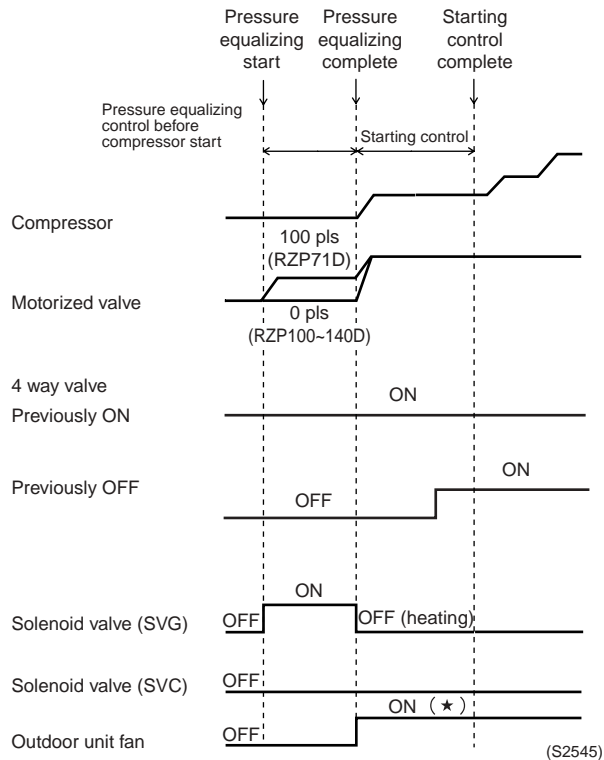 Pressure equalizing start
Pressure equalizing complete
Starting control complete
Pressure equalizing
control before
compressor start
Starting control
Compressor
100 pls
(RZP71D)
Motorized valve
0 pls
(RZP100~140D)
4 way valve
Previously ON
ON
Previously OFF
OFF
ON
Solenoid valve (SVG)
OFF
ON
OFF (heating)
Solenoid valve (SVC)
OFF
Outdoor unit fan
OFF
ON (★)
(S2545)